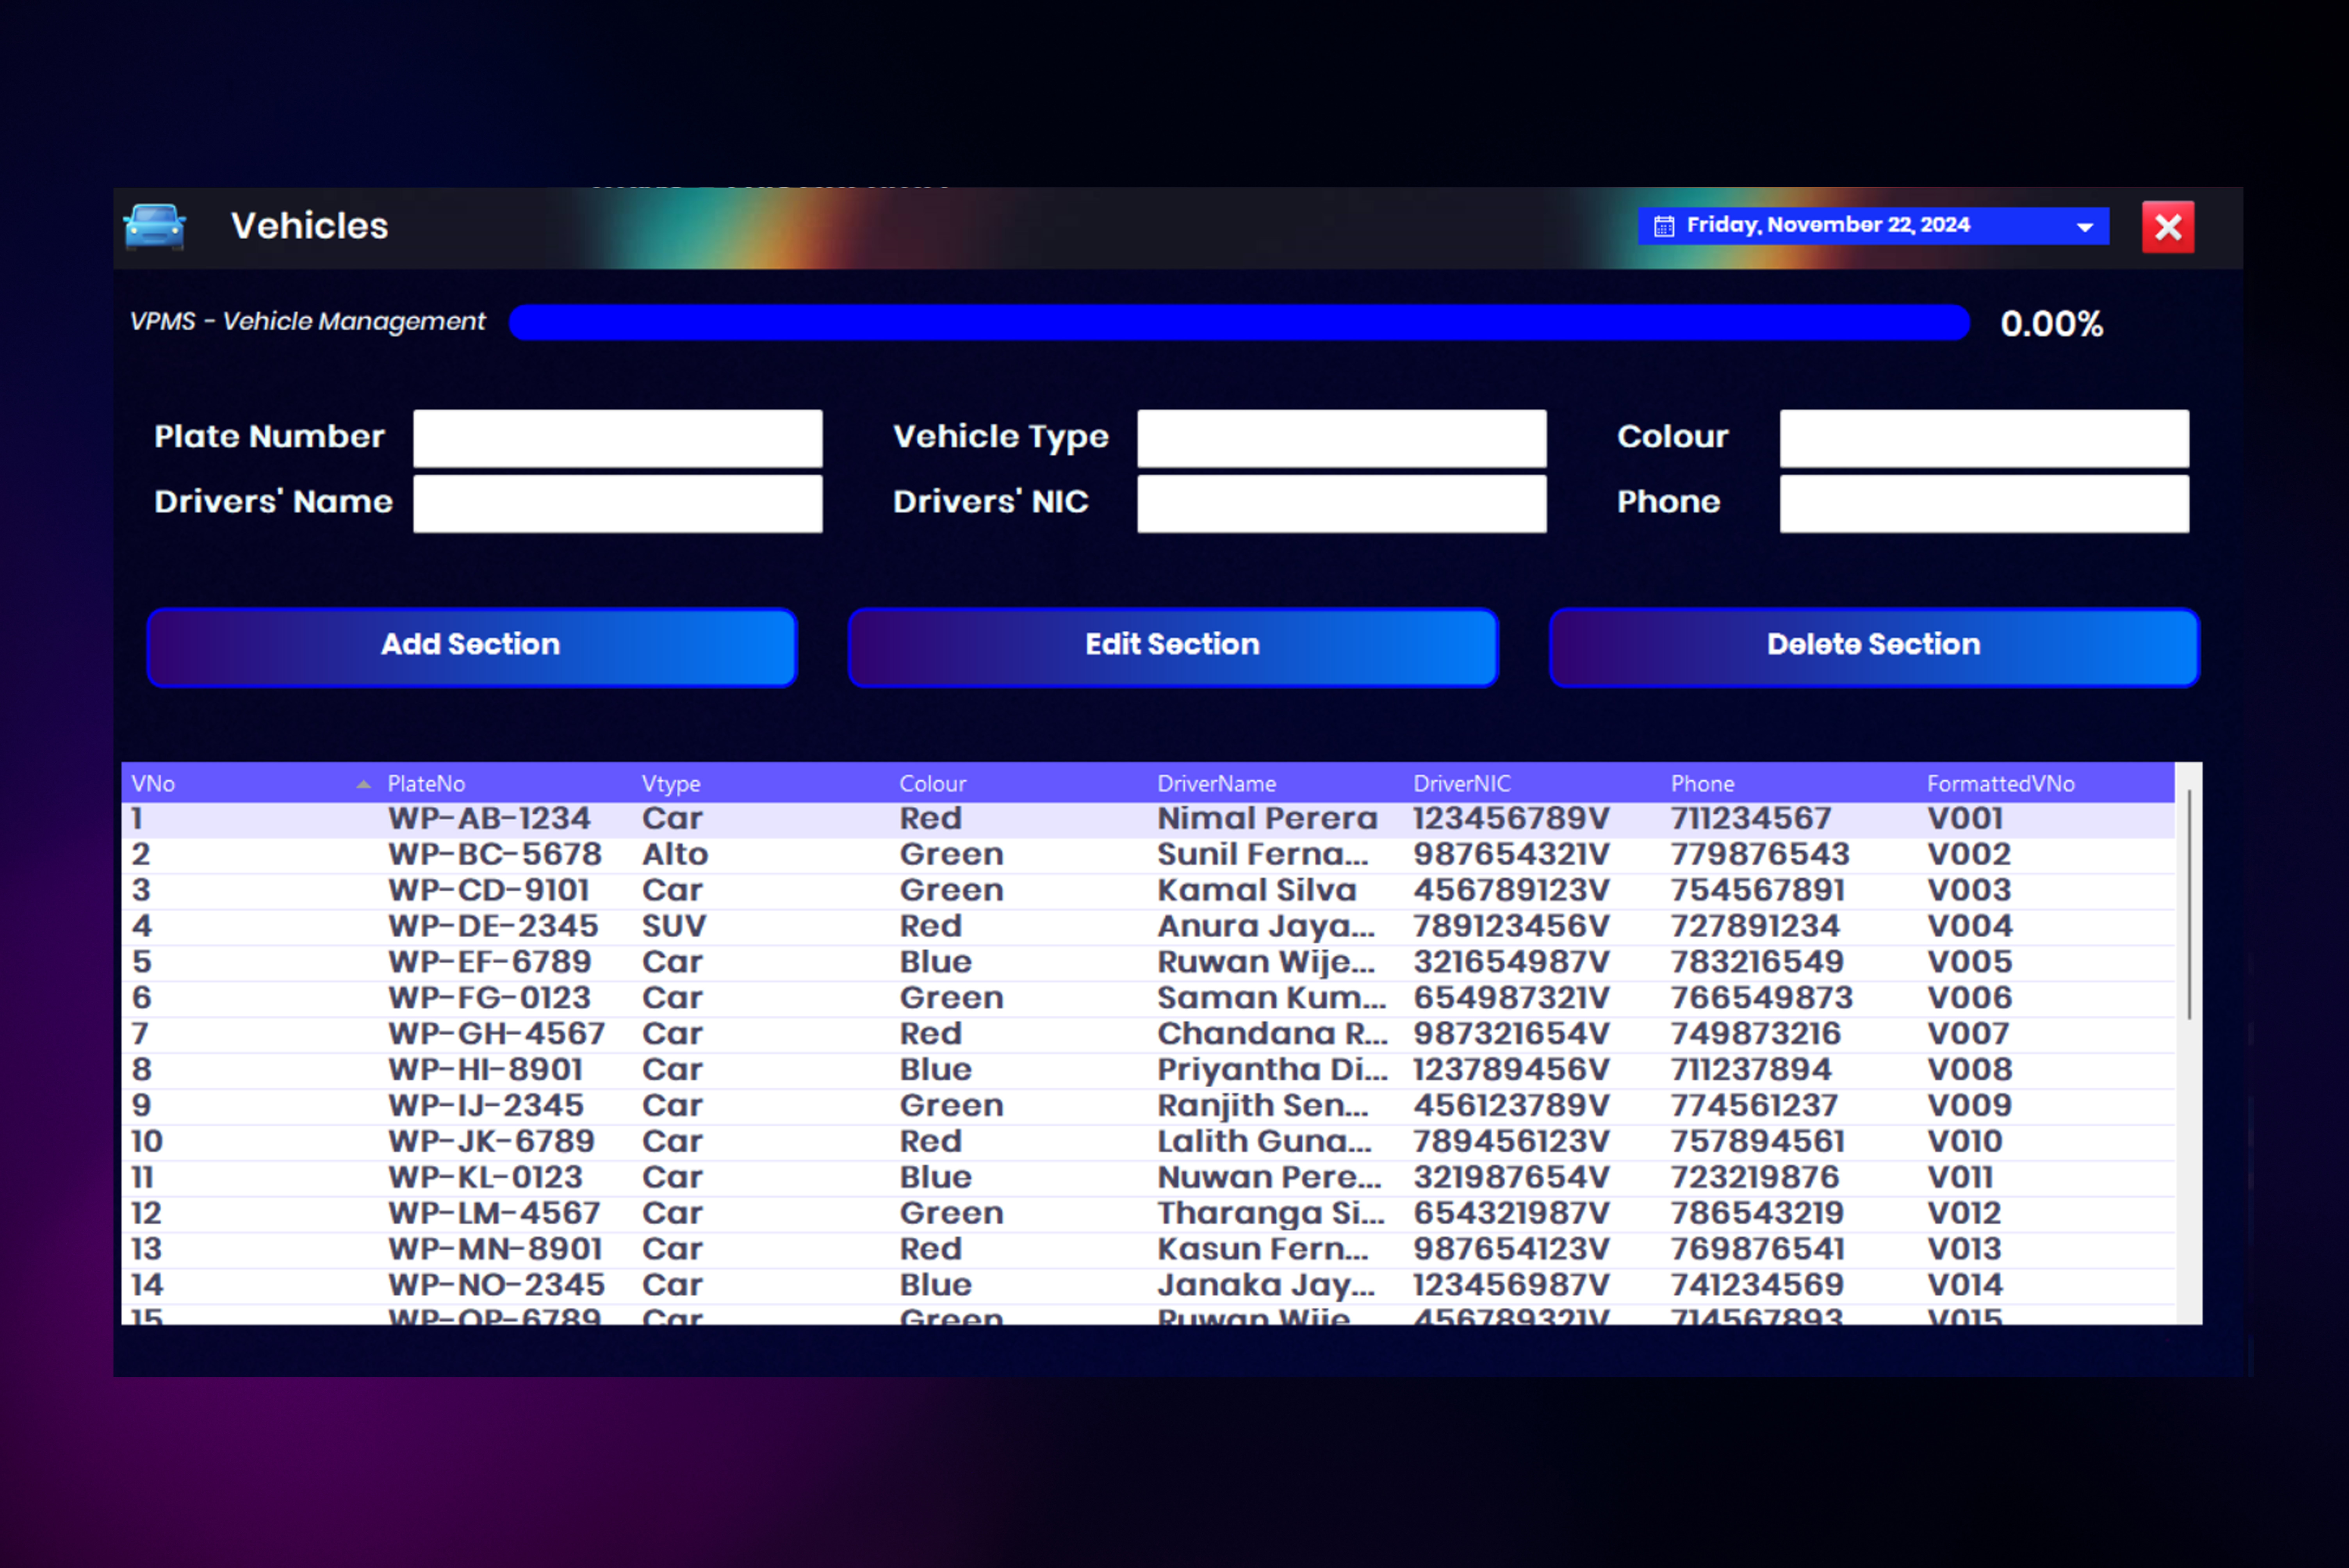 Vehicles
Friday, November 22, 2024
VPMS - Vehicle Management 0.00%
Plate Number Vehicle Type Colour
Drivers' Name Drivers' NIC Phone
Add Section Edit Section Delete Section
VNo PlateNo Vtype Colour DriverName DriverNIC Phone FormattedVNo
1 WP-AB-1234 Car Red Nimal Perera 123456789V 711234567 V001
2 WP-BC-5678 Alto Green Sunil Ferna... 987654321V 779876543 V002
3 WP-CD-9101 Car Green Kamal Silva 456789123V 754567891 V003
4 WP-DE-2345 SUV Red Anura Jaya... 789123456V 727891234 V004
5 WP-EF-6789 Car Blue Ruwan Wije... 321654987V 783216549 V005
6 WP-FG-0123 Car Green Saman Kum... 654987321V 766549873 V006
7 WP-GH-4567 Car Red Chandana R... 987321654V 749873216 V007
8 WP-HI-8901 Car Blue Priyantha Di... 123789456V 711237894 V008
9 WP-IJ-2345 Car Green Ranjith Sen... 456123789V 774561237 V009
10 WP-JK-6789 Car Red Lalith Guna... 789456123V 757894561 V010
11 WP-KL-0123 Car Blue Nuwan Pere... 321987654V 723219876 V011
12 WP-LM-4567 Car Green Tharanga Si... 654321987V 786543219 V012
13 WP-MN-8901 Car Red Kasun Fern... 987654123V 769876541 V013
14 WP-NO-2345 Car Blue Janaka Jay... 123456987V 741234569 V014
15 WP-OP-6789 Car Green Ruwan Wije 456789321V 714567893 V015